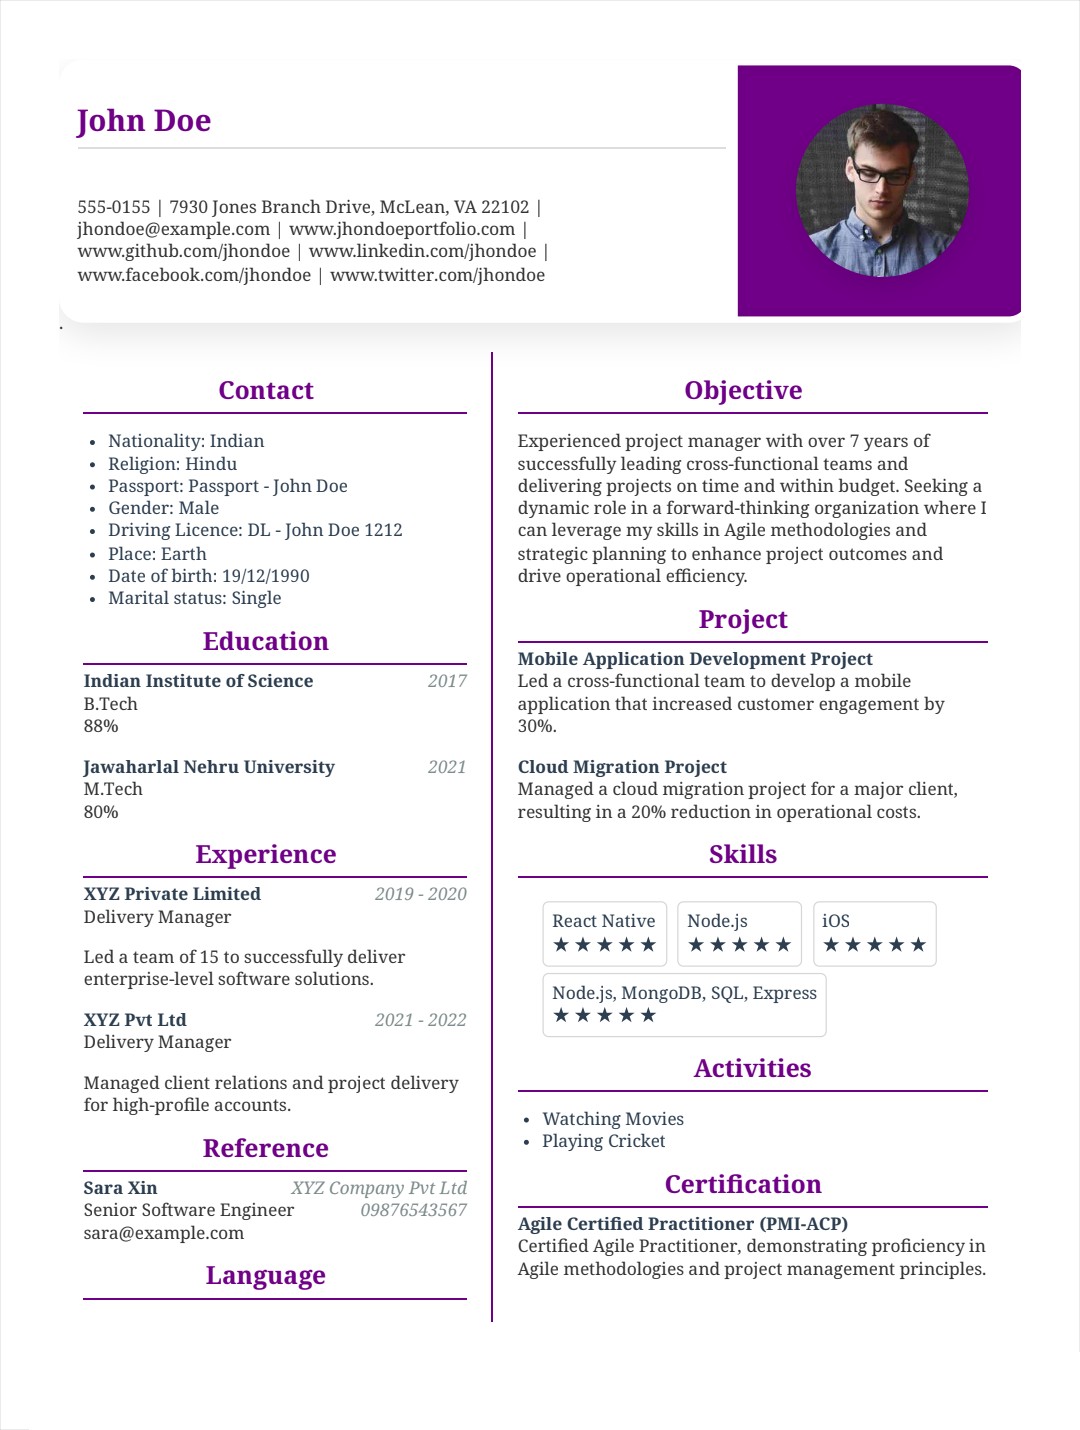 John Doe
555-0155 | 7930 Jones Branch Drive, McLean, VA 22102 |
jhondoe@example.com | www.jhondoeportfolio.com |
www.github.com/jhondoe | www.linkedin.com/jhondoe |
www.facebook.com/jhondoe | www.twitter.com/jhondoe
.
Contact
• Nationality: Indian
• Religion: Hindu
• Passport: Passport - John Doe
• Gender: Male
• Driving Licence: DL - John Doe 1212
• Place: Earth
• Date of birth: 19/12/1990
• Marital status: Single
Education
Indian Institute of Science 2017
B.Tech
88%
Jawaharlal Nehru University 2021
M.Tech
80%
Experience
XYZ Private Limited 2019 - 2020
Delivery Manager
Led a team of 15 to successfully deliver
enterprise-level software solutions.
XYZ Pvt Ltd 2021 - 2022
Delivery Manager
Managed client relations and project delivery
for high-profile accounts.
Reference
Sara Xin XYZ Company Pvt Ltd
Senior Software Engineer 09876543567
sara@example.com
Language
Objective
Experienced project manager with over 7 years of
successfully leading cross-functional teams and
delivering projects on time and within budget. Seeking a
dynamic role in a forward-thinking organization where I
can leverage my skills in Agile methodologies and
strategic planning to enhance project outcomes and
drive operational efficiency.
Project
Mobile Application Development Project
Led a cross-functional team to develop a mobile
application that increased customer engagement by
30%.
Cloud Migration Project
Managed a cloud migration project for a major client,
resulting in a 20% reduction in operational costs.
Skills
React Native
★★★★★
Node.js
★★★★★
iOS
★★★★★
Node.js, MongoDB, SQL, Express
★★★★★
Activities
• Watching Movies
• Playing Cricket
Certification
Agile Certified Practitioner (PMI-ACP)
Certified Agile Practitioner, demonstrating proficiency in
Agile methodologies and project management principles.